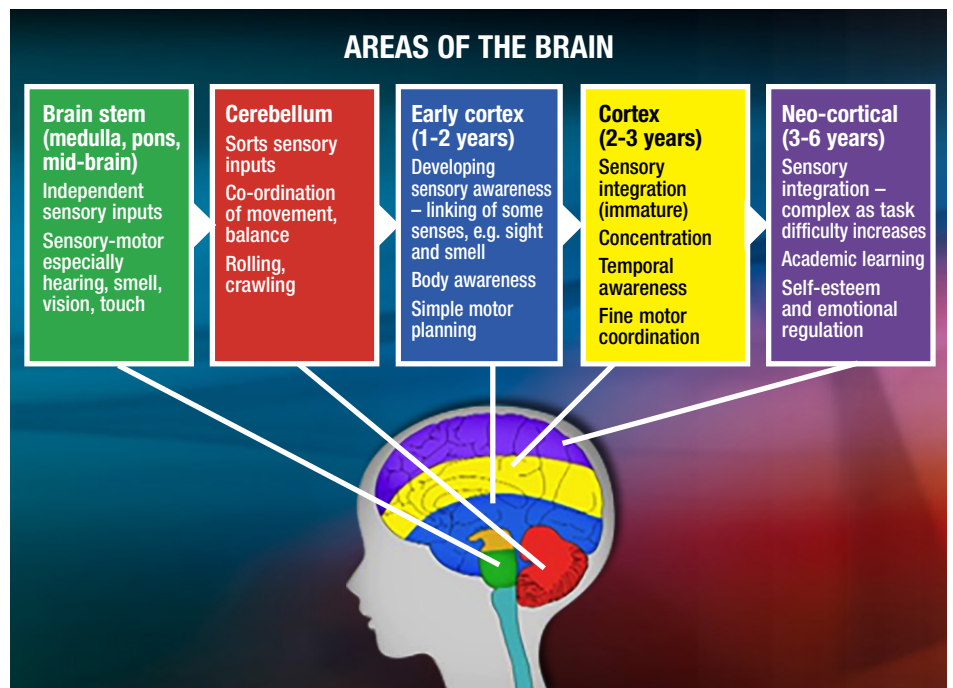 AREAS OF THE BRAIN
Brain stem
(medulla, pons,
mid-brain)
Independent
sensory inputs
Sensory-motor
especially
hearing, smell,
vision, touch
Cerebellum
Sorts sensory
inputs
Co-ordination
of movement,
balance
Rolling,
crawling
Early cortex
(1-2 years)
Developing
sensory awareness
– linking of some
senses, e.g. sight
and smell
Body awareness
Simple motor
planning
Cortex
(2-3 years)
Sensory
integration
(immature)
Concentration
Temporal
awareness
Fine motor
coordination
Neo-cortical
(3-6 years)
Sensory
integration –
complex as task
difficulty increases
Academic learning
Self-esteem
and emotional
regulation